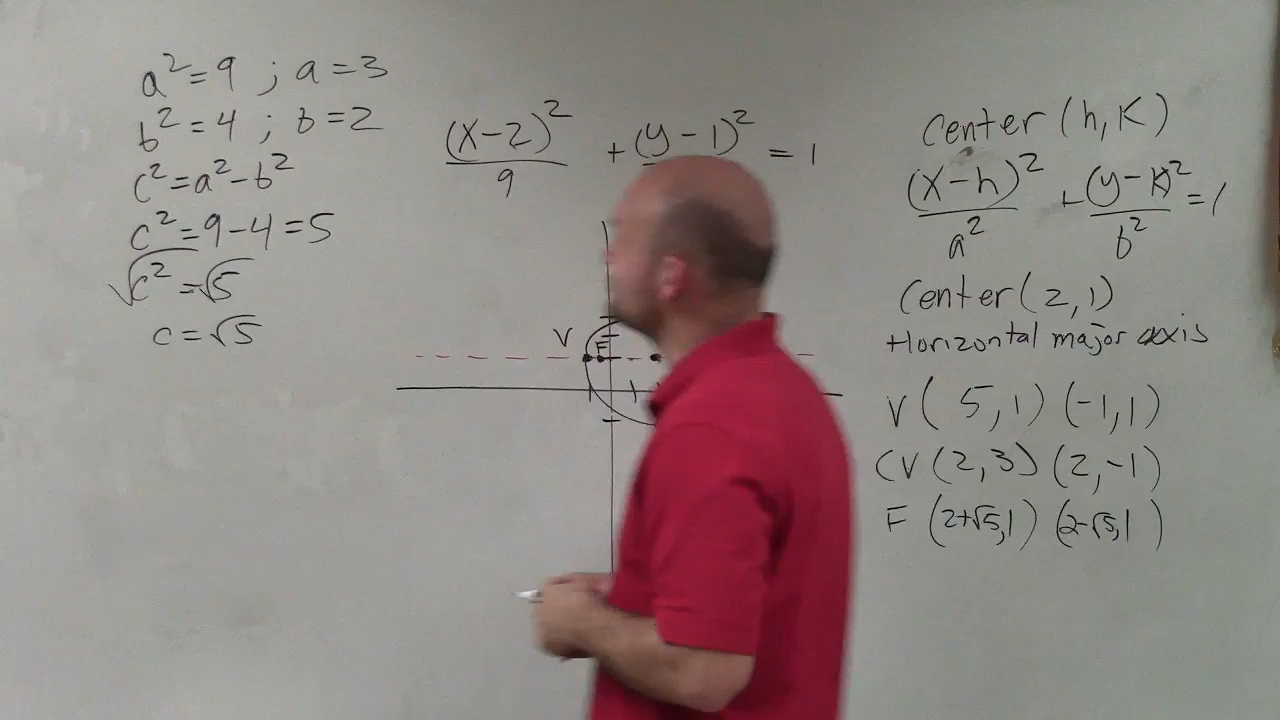 a² = 9 ; a = 3
b² = 4 ; b = 2
c² = a² - b²
c² = 9 - 4 = 5
√c² = √5
c = √5
(x-2)²/9 + (y-1)² = 1
V
F
Center (h, K)
(x-h)²/a² + (y-k)²/b² = 1
Center (2, 1)
Horizontal major axis
V (5, 1) (-1, 1)
CV (2, 3) (2, -1)
F (2+√5, 1) (2-√5, 1)